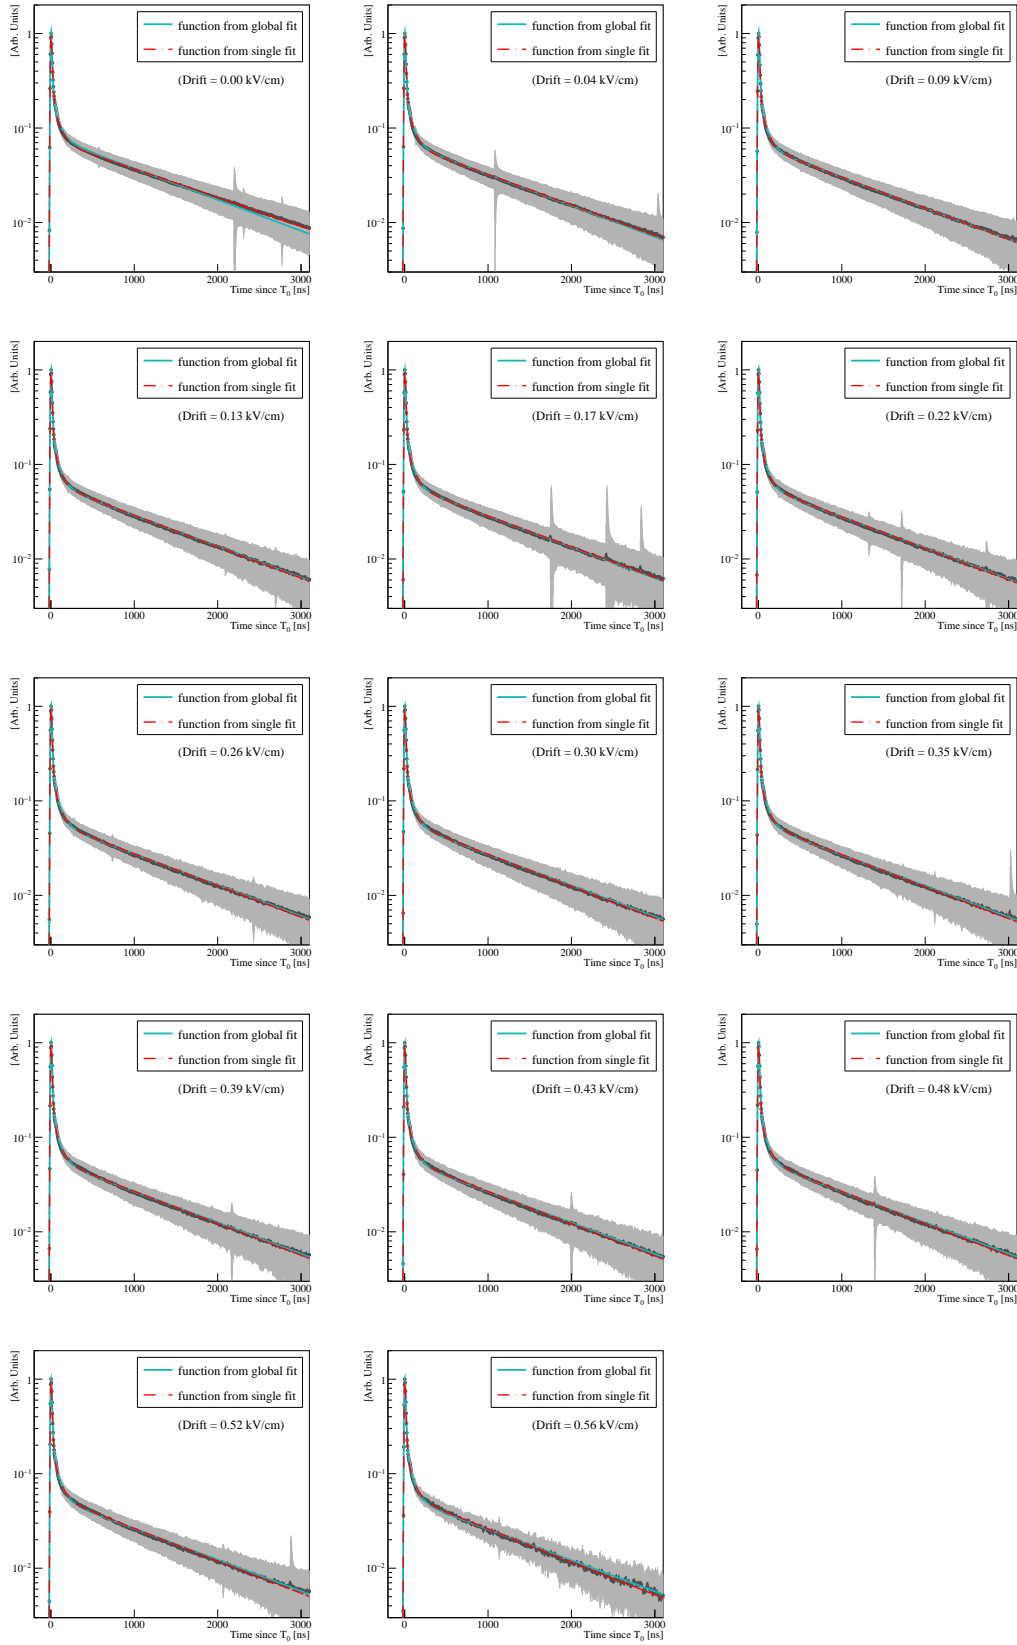 [Arb. Units]
function from global fit
function from single fit
(Drift = 0.00 kV/cm)
1
10⁻¹
10⁻²
0 1000 2000 3000
Time since T₀ [ns]
[Arb. Units]
function from global fit
function from single fit
(Drift = 0.04 kV/cm)
1
10⁻¹
10⁻²
0 1000 2000 3000
Time since T₀ [ns]
[Arb. Units]
function from global fit
function from single fit
(Drift = 0.09 kV/cm)
1
10⁻¹
10⁻²
0 1000 2000 3000
Time since T₀ [ns]
[Arb. Units]
function from global fit
function from single fit
(Drift = 0.13 kV/cm)
1
10⁻¹
10⁻²
0 1000 2000 3000
Time since T₀ [ns]
[Arb. Units]
function from global fit
function from single fit
(Drift = 0.17 kV/cm)
1
10⁻¹
10⁻²
0 1000 2000 3000
Time since T₀ [ns]
[Arb. Units]
function from global fit
function from single fit
(Drift = 0.22 kV/cm)
1
10⁻¹
10⁻²
0 1000 2000 3000
Time since T₀ [ns]
[Arb. Units]
function from global fit
function from single fit
(Drift = 0.26 kV/cm)
1
10⁻¹
10⁻²
0 1000 2000 3000
Time since T₀ [ns]
[Arb. Units]
function from global fit
function from single fit
(Drift = 0.30 kV/cm)
1
10⁻¹
10⁻²
0 1000 2000 3000
Time since T₀ [ns]
[Arb. Units]
function from global fit
function from single fit
(Drift = 0.35 kV/cm)
1
10⁻¹
10⁻²
0 1000 2000 3000
Time since T₀ [ns]
[Arb. Units]
function from global fit
function from single fit
(Drift = 0.39 kV/cm)
1
10⁻¹
10⁻²
0 1000 2000 3000
Time since T₀ [ns]
[Arb. Units]
function from global fit
function from single fit
(Drift = 0.43 kV/cm)
1
10⁻¹
10⁻²
0 1000 2000 3000
Time since T₀ [ns]
[Arb. Units]
function from global fit
function from single fit
(Drift = 0.48 kV/cm)
1
10⁻¹
10⁻²
0 1000 2000 3000
Time since T₀ [ns]
[Arb. Units]
function from global fit
function from single fit
(Drift = 0.52 kV/cm)
1
10⁻¹
10⁻²
0 1000 2000 3000
Time since T₀ [ns]
[Arb. Units]
function from global fit
function from single fit
(Drift = 0.56 kV/cm)
1
10⁻¹
10⁻²
0 1000 2000 3000
Time since T₀ [ns]